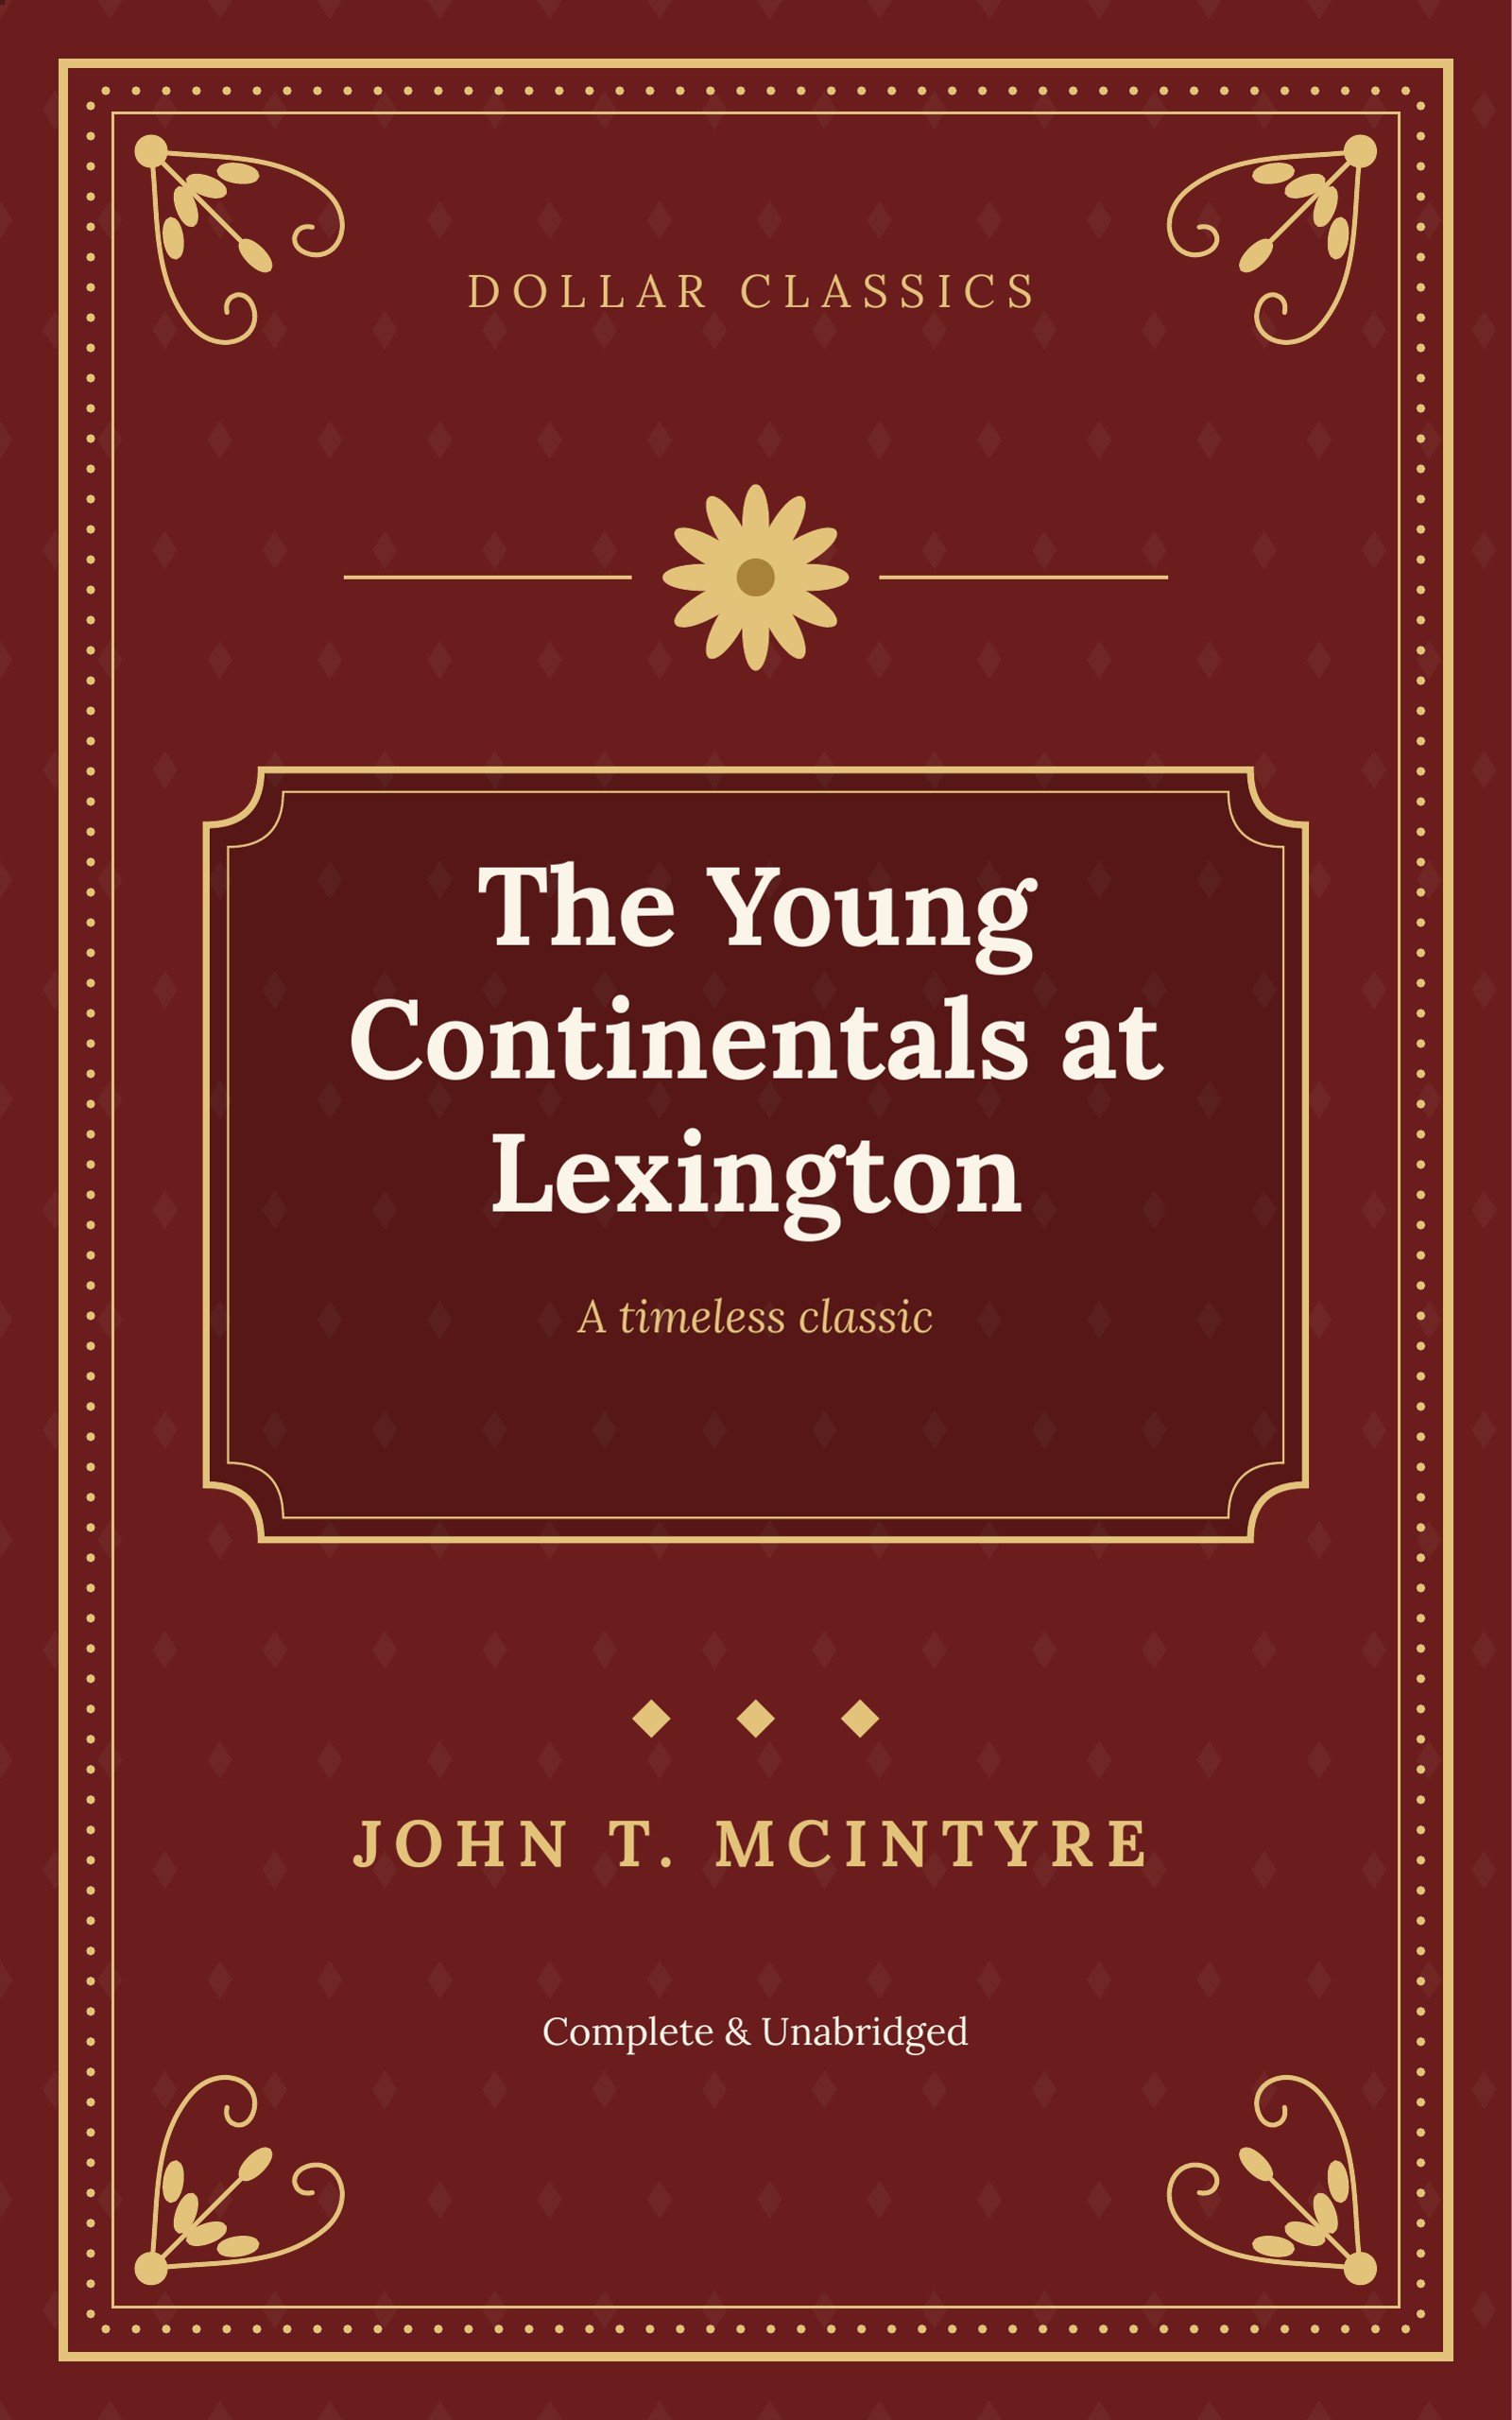 DOLLAR CLASSICS
The Young
Continentals at
Lexington
A timeless classic
JOHN T. MCINTYRE
Complete & Unabridged